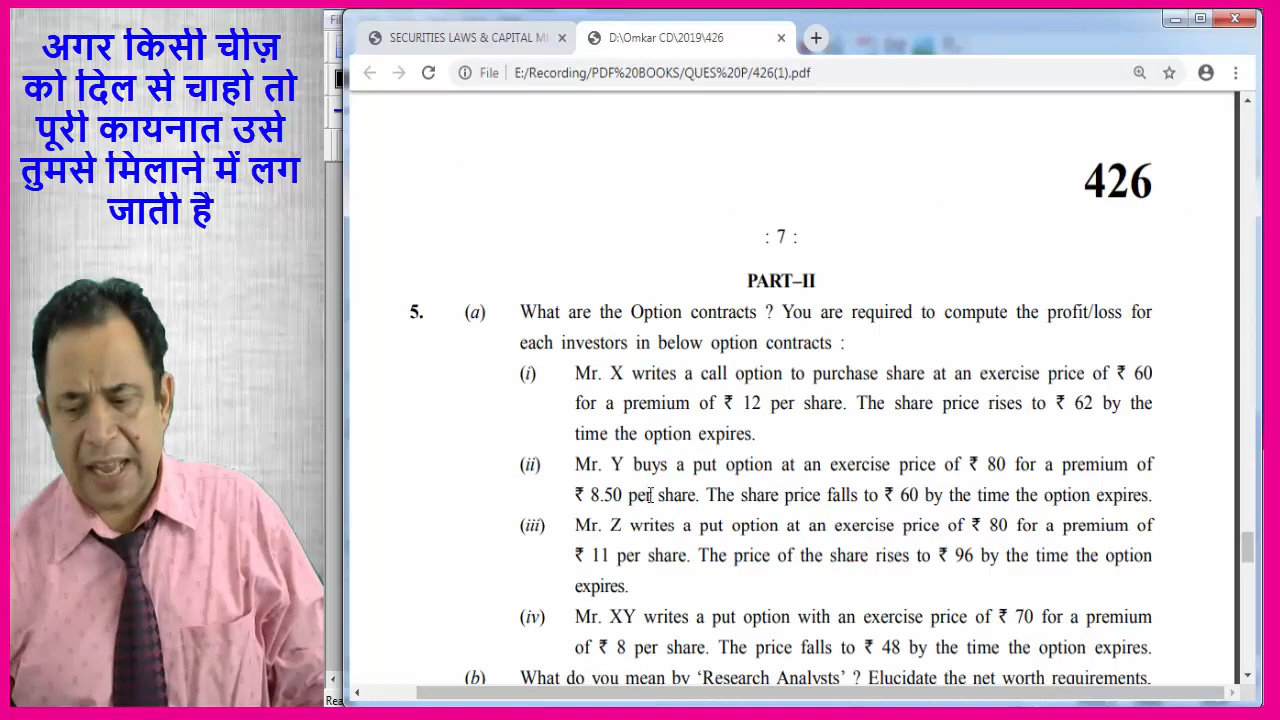 अगर किसी चीज़
को दिल से चाहो तो
पूरी कायनात उसे
तुमसे मिलाने में लग
जाती है
SECURITIES LAWS & CAPITAL M
D:\Omkar CD\2019\426
File
E:/Recording/PDF%20BOOKS/QUES%20P/426(1).pdf
426
: 7 :
PART–II
5. (a) What are the Option contracts ? You are required to compute the profit/loss for
each investors in below option contracts :
(i) Mr. X writes a call option to purchase share at an exercise price of ₹ 60
for a premium of ₹ 12 per share. The share price rises to ₹ 62 by the
time the option expires.
(ii) Mr. Y buys a put option at an exercise price of ₹ 80 for a premium of
₹ 8.50 per share. The share price falls to ₹ 60 by the time the option expires.
(iii) Mr. Z writes a put option at an exercise price of ₹ 80 for a premium of
₹ 11 per share. The price of the share rises to ₹ 96 by the time the option
expires.
(iv) Mr. XY writes a put option with an exercise price of ₹ 70 for a premium
of ₹ 8 per share. The price falls to ₹ 48 by the time the option expires.
(b) What do you mean by ‘Research Analysts’ ? Elucidate the net worth requirements,